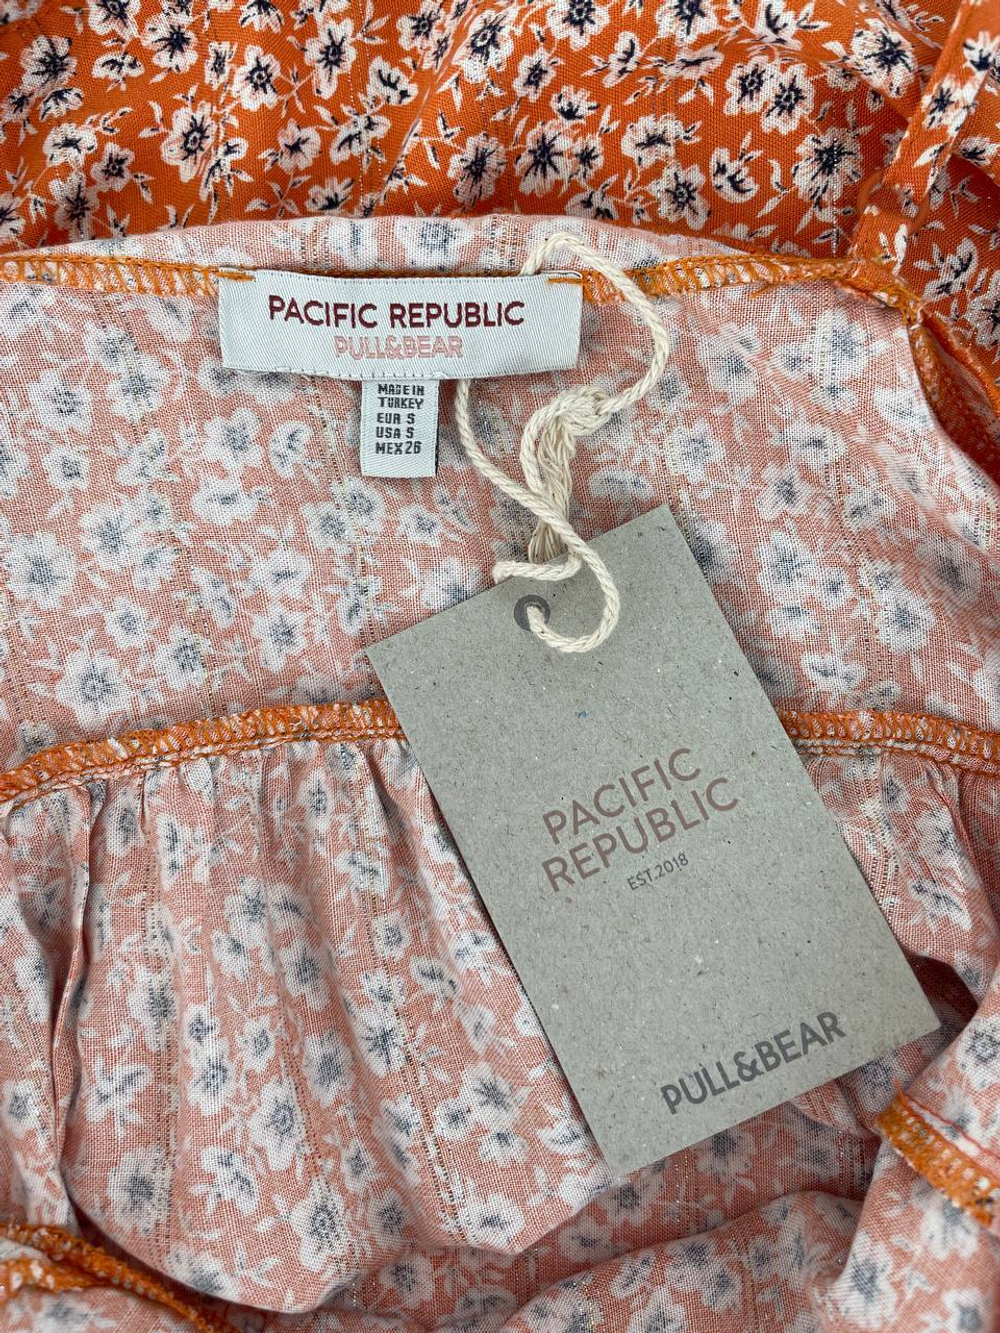 PACIFIC REPUBLIC
PULL&BEAR
MADE IN
TURKEY
EUR S
USA S
MEX 26
PACIFIC
REPUBLIC
EST.2018
PULL&BEAR